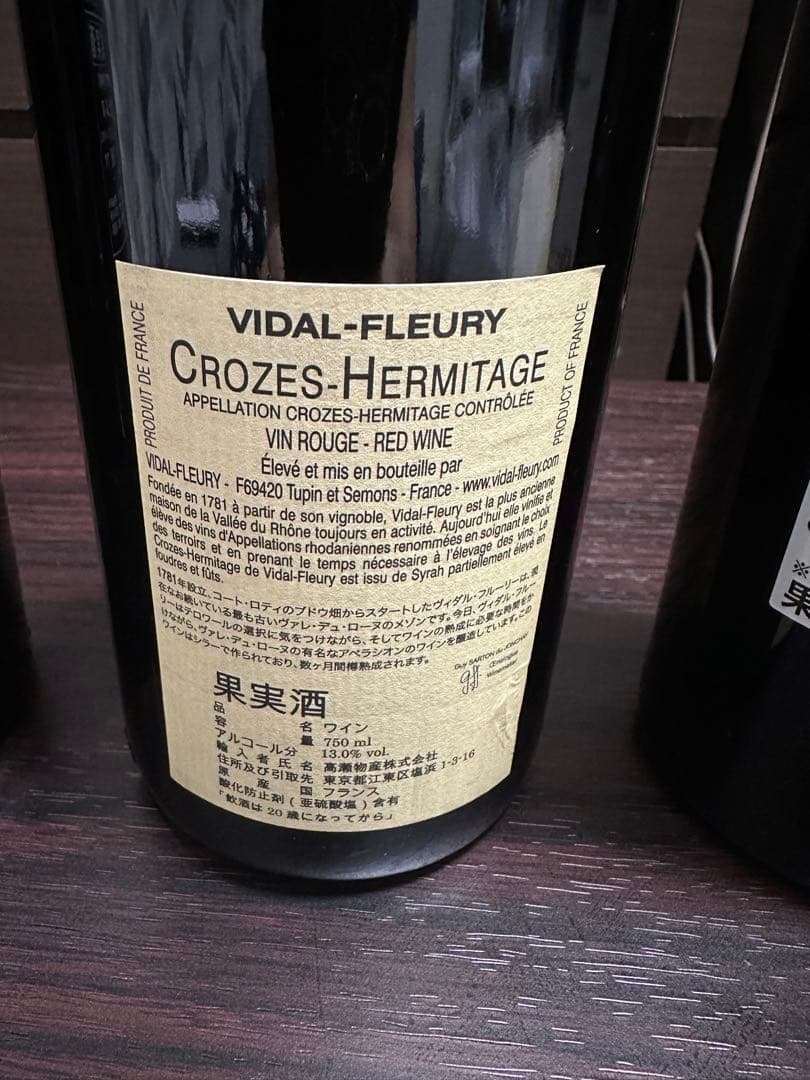 VIDAL-FLEURY
CROZES-HERMITAGE
APPELLATION CROZES-HERMITAGE CONTRÔLÉE
VIN ROUGE - RED WINE
Élevé et mis en bouteille par
VIDAL-FLEURY - F69420 Tupin et Semons - France - www.vidal-fleury.com
Fondée en 1781 à partir de son vignoble, Vidal-Fleury est la plus ancienne
maison de la Vallée du Rhône toujours en activité. Aujourd'hui elle vinifie et
élève des vins d'Appellations rhodaniennes renommées en soignant le choix
des terroirs et en prenant le temps nécessaire à l'élevage des vins. Le
Crozes-Hermitage de Vidal-Fleury est issu de Syrah partiellement élevé en
foudres et fûts.
1781年設立、コート・ロティのブドウ畑からスタートしたヴィダル・フルーリーは、現
在なお続いている最も古いヴァレ・デュ・ローヌのメゾンです。今日、ヴィダル・フルー
リーはテロワールの選択に気をつけながら、そしてワインの熟成に必要な時間をか
けながら、ヴァレ・デュ・ローヌの有名なアペラシオンのワインを醸造しています。この
ワインはシラーで作られており、数ヶ月間樽熟成されます。
Guy SARTON du JONCHAY
Œnologue
Winemaker
PRODUIT DE FRANCE
PRODUCT OF FRANCE
果実酒
品名 ワイン
容量 750 ml
アルコール分 13.0% vol.
輸入者氏名 高瀬物産株式会社
住所及び引取先 東京都江東区塩浜 1-3-16
原産国 フランス
酸化防止剤 (亜硫酸塩) 含有
「飲酒は 20 歳になってから」
※
果